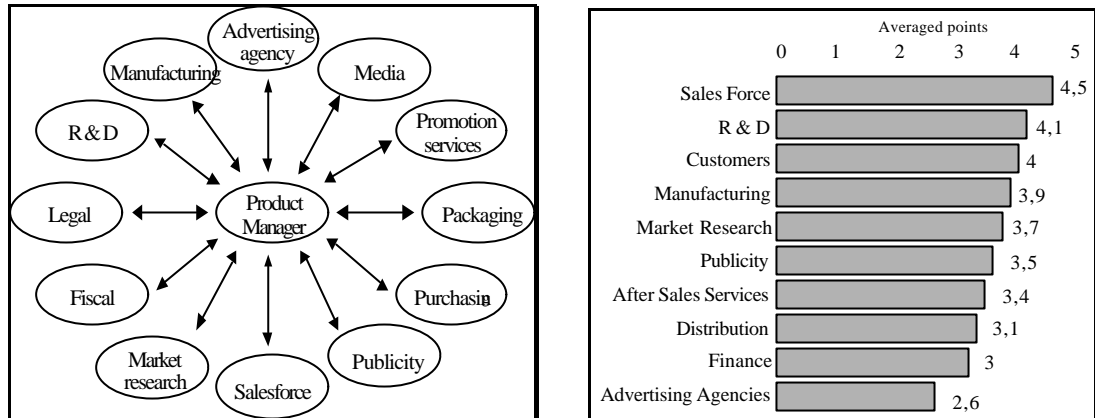 Advertising
agency
Manufacturing
Media
R & D
Promotion
services
Legal
Product
Manager
Packaging
Fiscal
Purchasin
Market
research
Salesforce
Publicity
Averaged points
0 1 2 3 4 5
Sales Force 4,5
R & D 4,1
Customers 4
Manufacturing 3,9
Market Research 3,7
Publicity 3,5
After Sales Services 3,4
Distribution 3,1
Finance 3
Advertising Agencies 2,6